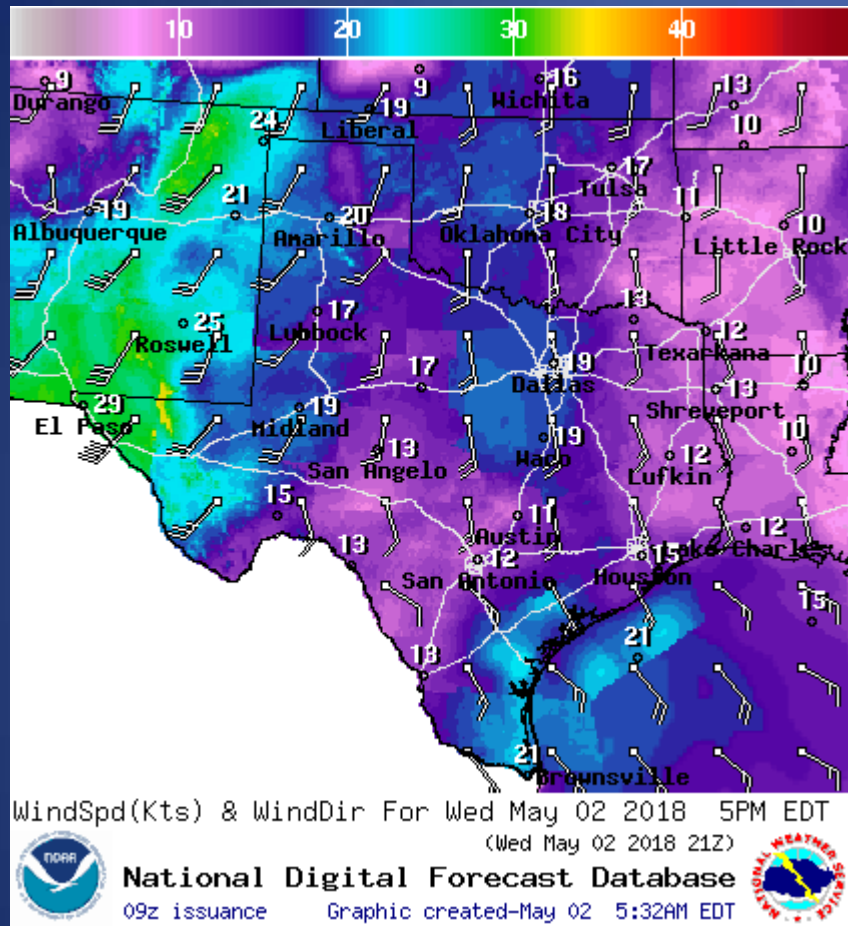 10 20 30 40
9 9 16 13
Durango Liberal 19 Wichita
24 10
17
Tulsa
19 21 20 18 11 10
Albuquerque Amarillo Oklahoma City Little Rock
25 17 13 12
Roswell Lubbock Texarkana
17 19 10
Dallas 13
29 19 Shreveport
El Paso Midland
13 19 12 10
San Angelo Waco Lufkin
15 11 12
Austin Lake Charles
13 12 15
San Antonio Houston
15
21
13
21
Brownsville
WindSpd(Kts) & WindDir For Wed May 02 2018 5PM EDT
(Wed May 02 2018 21Z)
NOAA
National Digital Forecast Database
09z issuance Graphic created-May 02 5:32AM EDT
NATIONAL WEATHER SERVICE